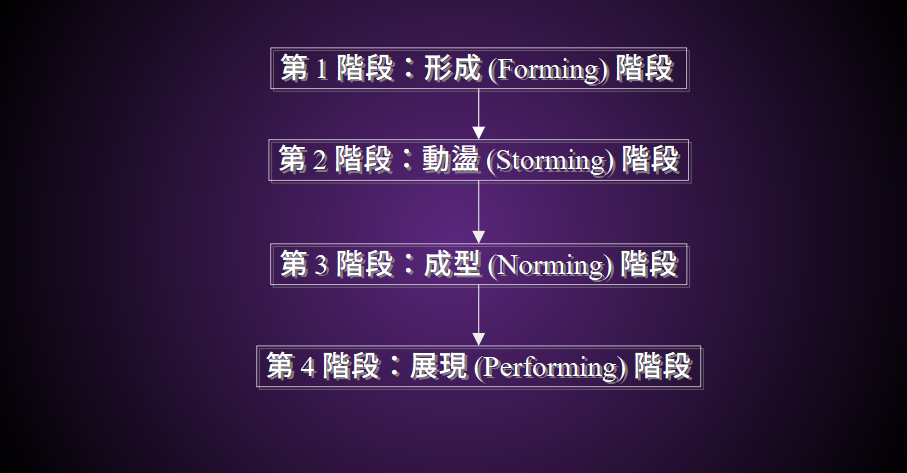 第 1 階段：形成 (Forming) 階段
第 2 階段：動盪 (Storming) 階段
第 3 階段：成型 (Norming) 階段
第 4 階段：展現 (Performing) 階段